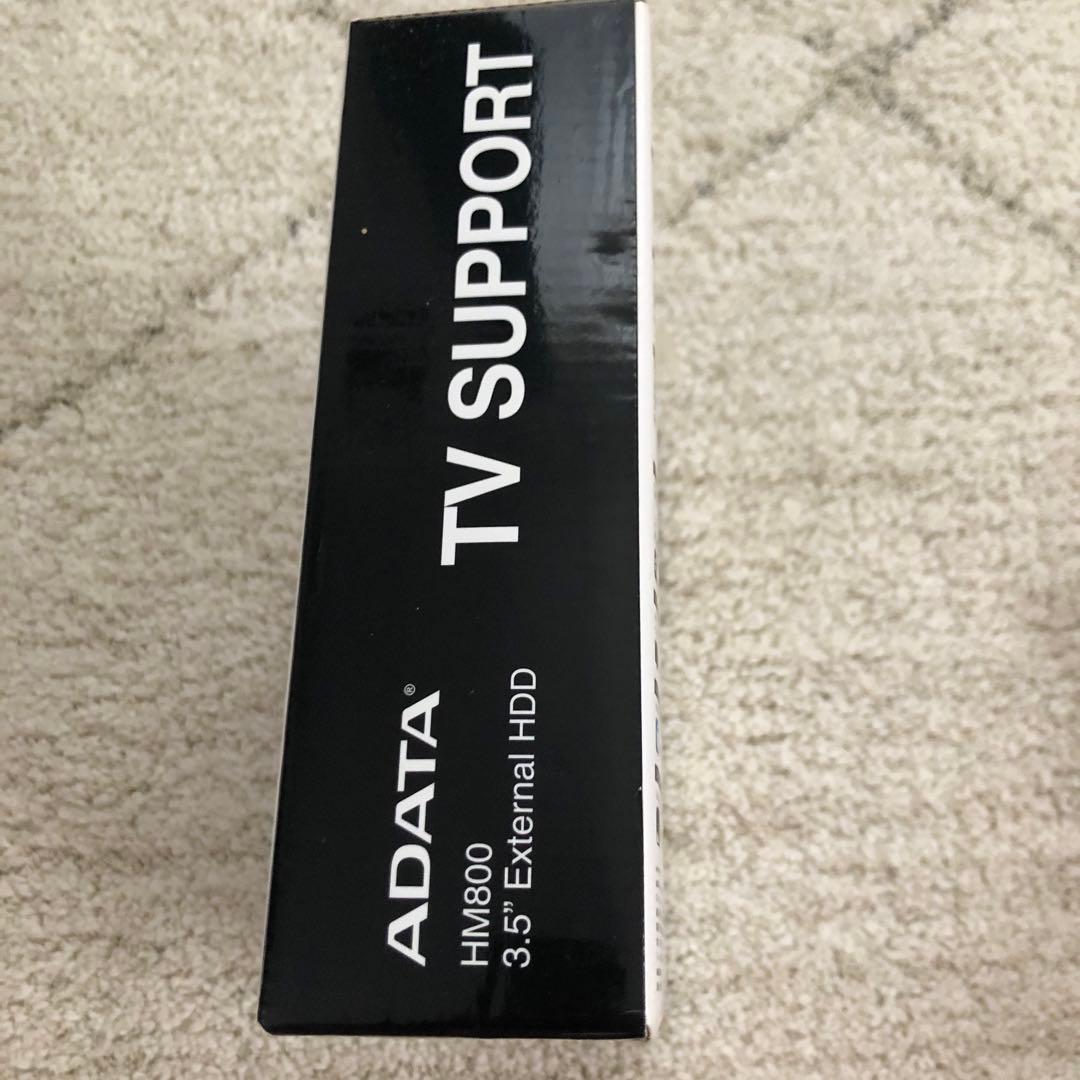 ADATA®
HM800
3.5” External HDD
TV SUPPORT